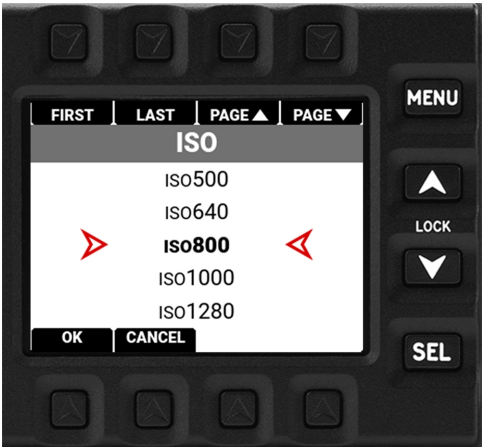 MENU
FIRST LAST PAGE▲ PAGE▼
ISO
ISO500
ISO640
ISO800
ISO1000
ISO1280
LOCK
OK CANCEL
SEL